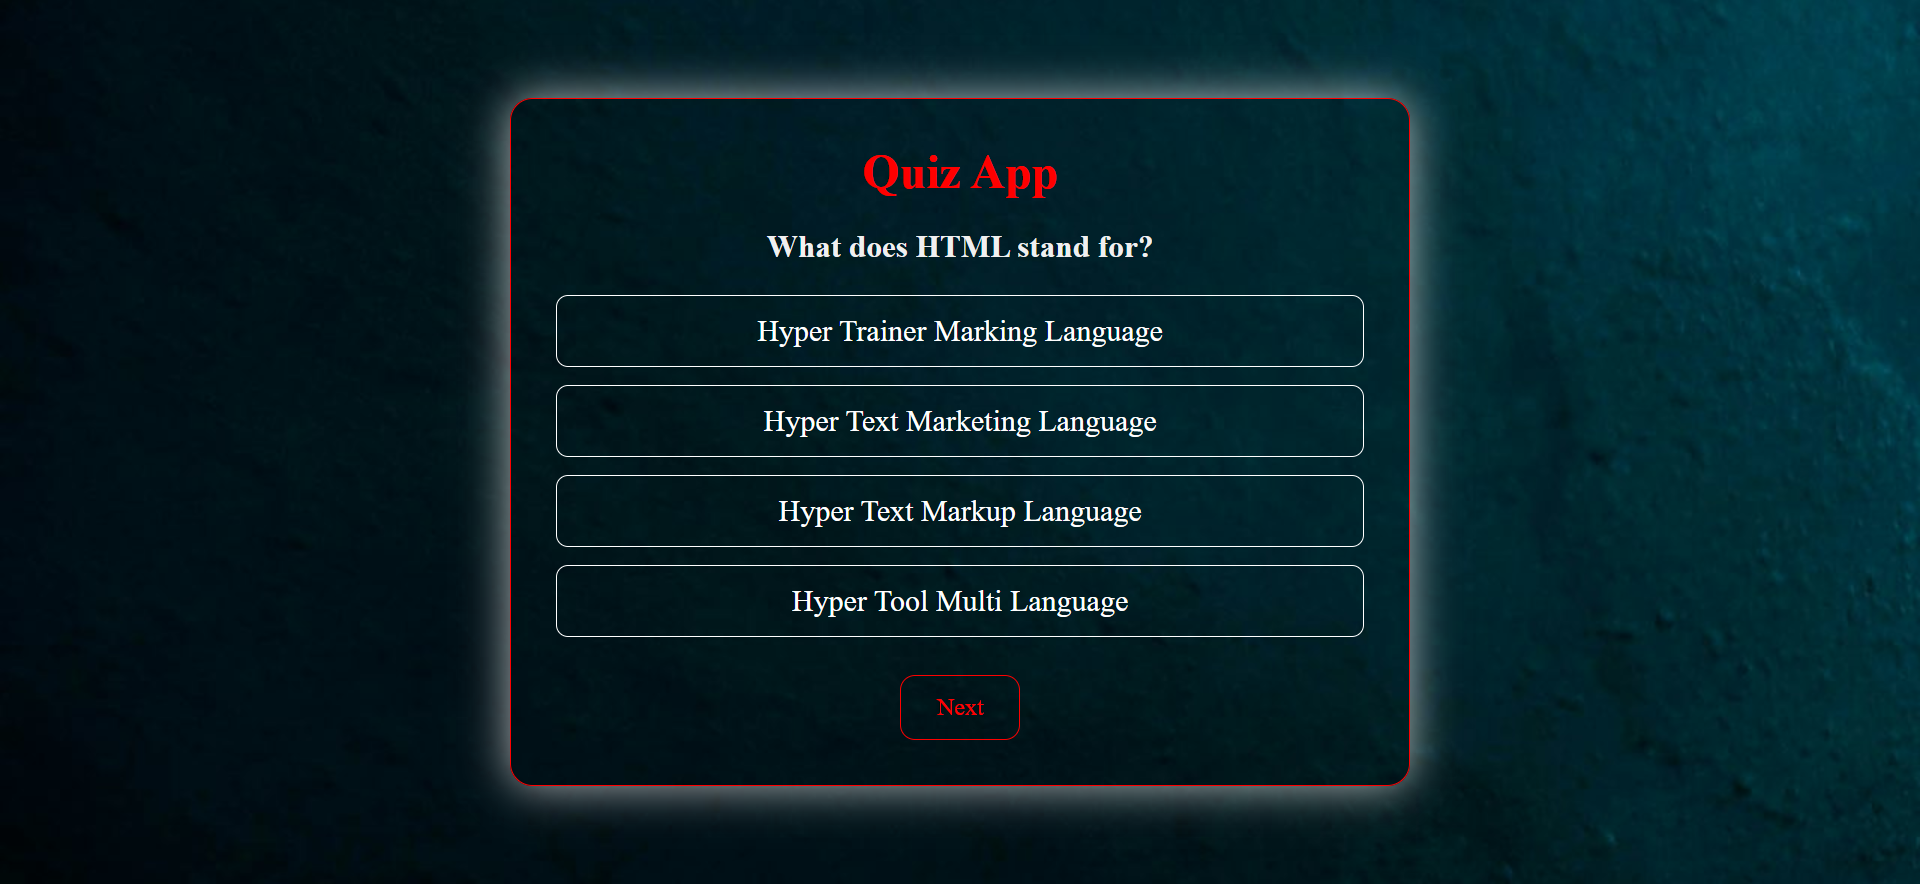 Quiz App
What does HTML stand for?
Hyper Trainer Marking Language
Hyper Text Marketing Language
Hyper Text Markup Language
Hyper Tool Multi Language
Next